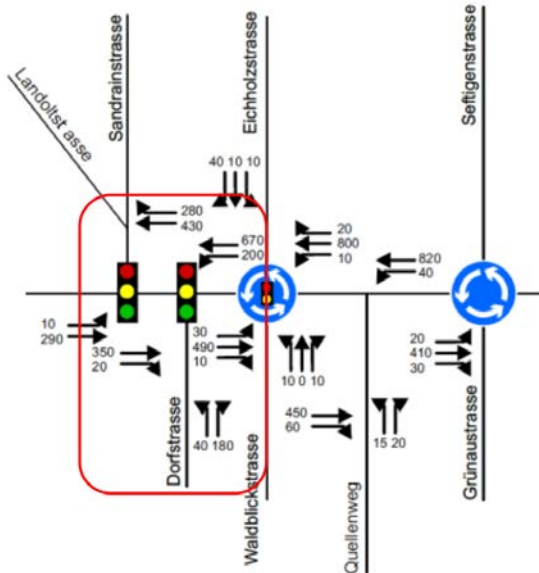 Landoltst asse
Sandrainstrasse
Eichholzstrasse
Seftigenstrasse
40 10 10
280
430
670
200
20
800
10
820
40
10
290
350
20
30
490
10
20
410
30
10 0 10
450
60
40 180
15 20
Dorfstrasse
Waldblickstrasse
Quellenweg
Grünaustrasse